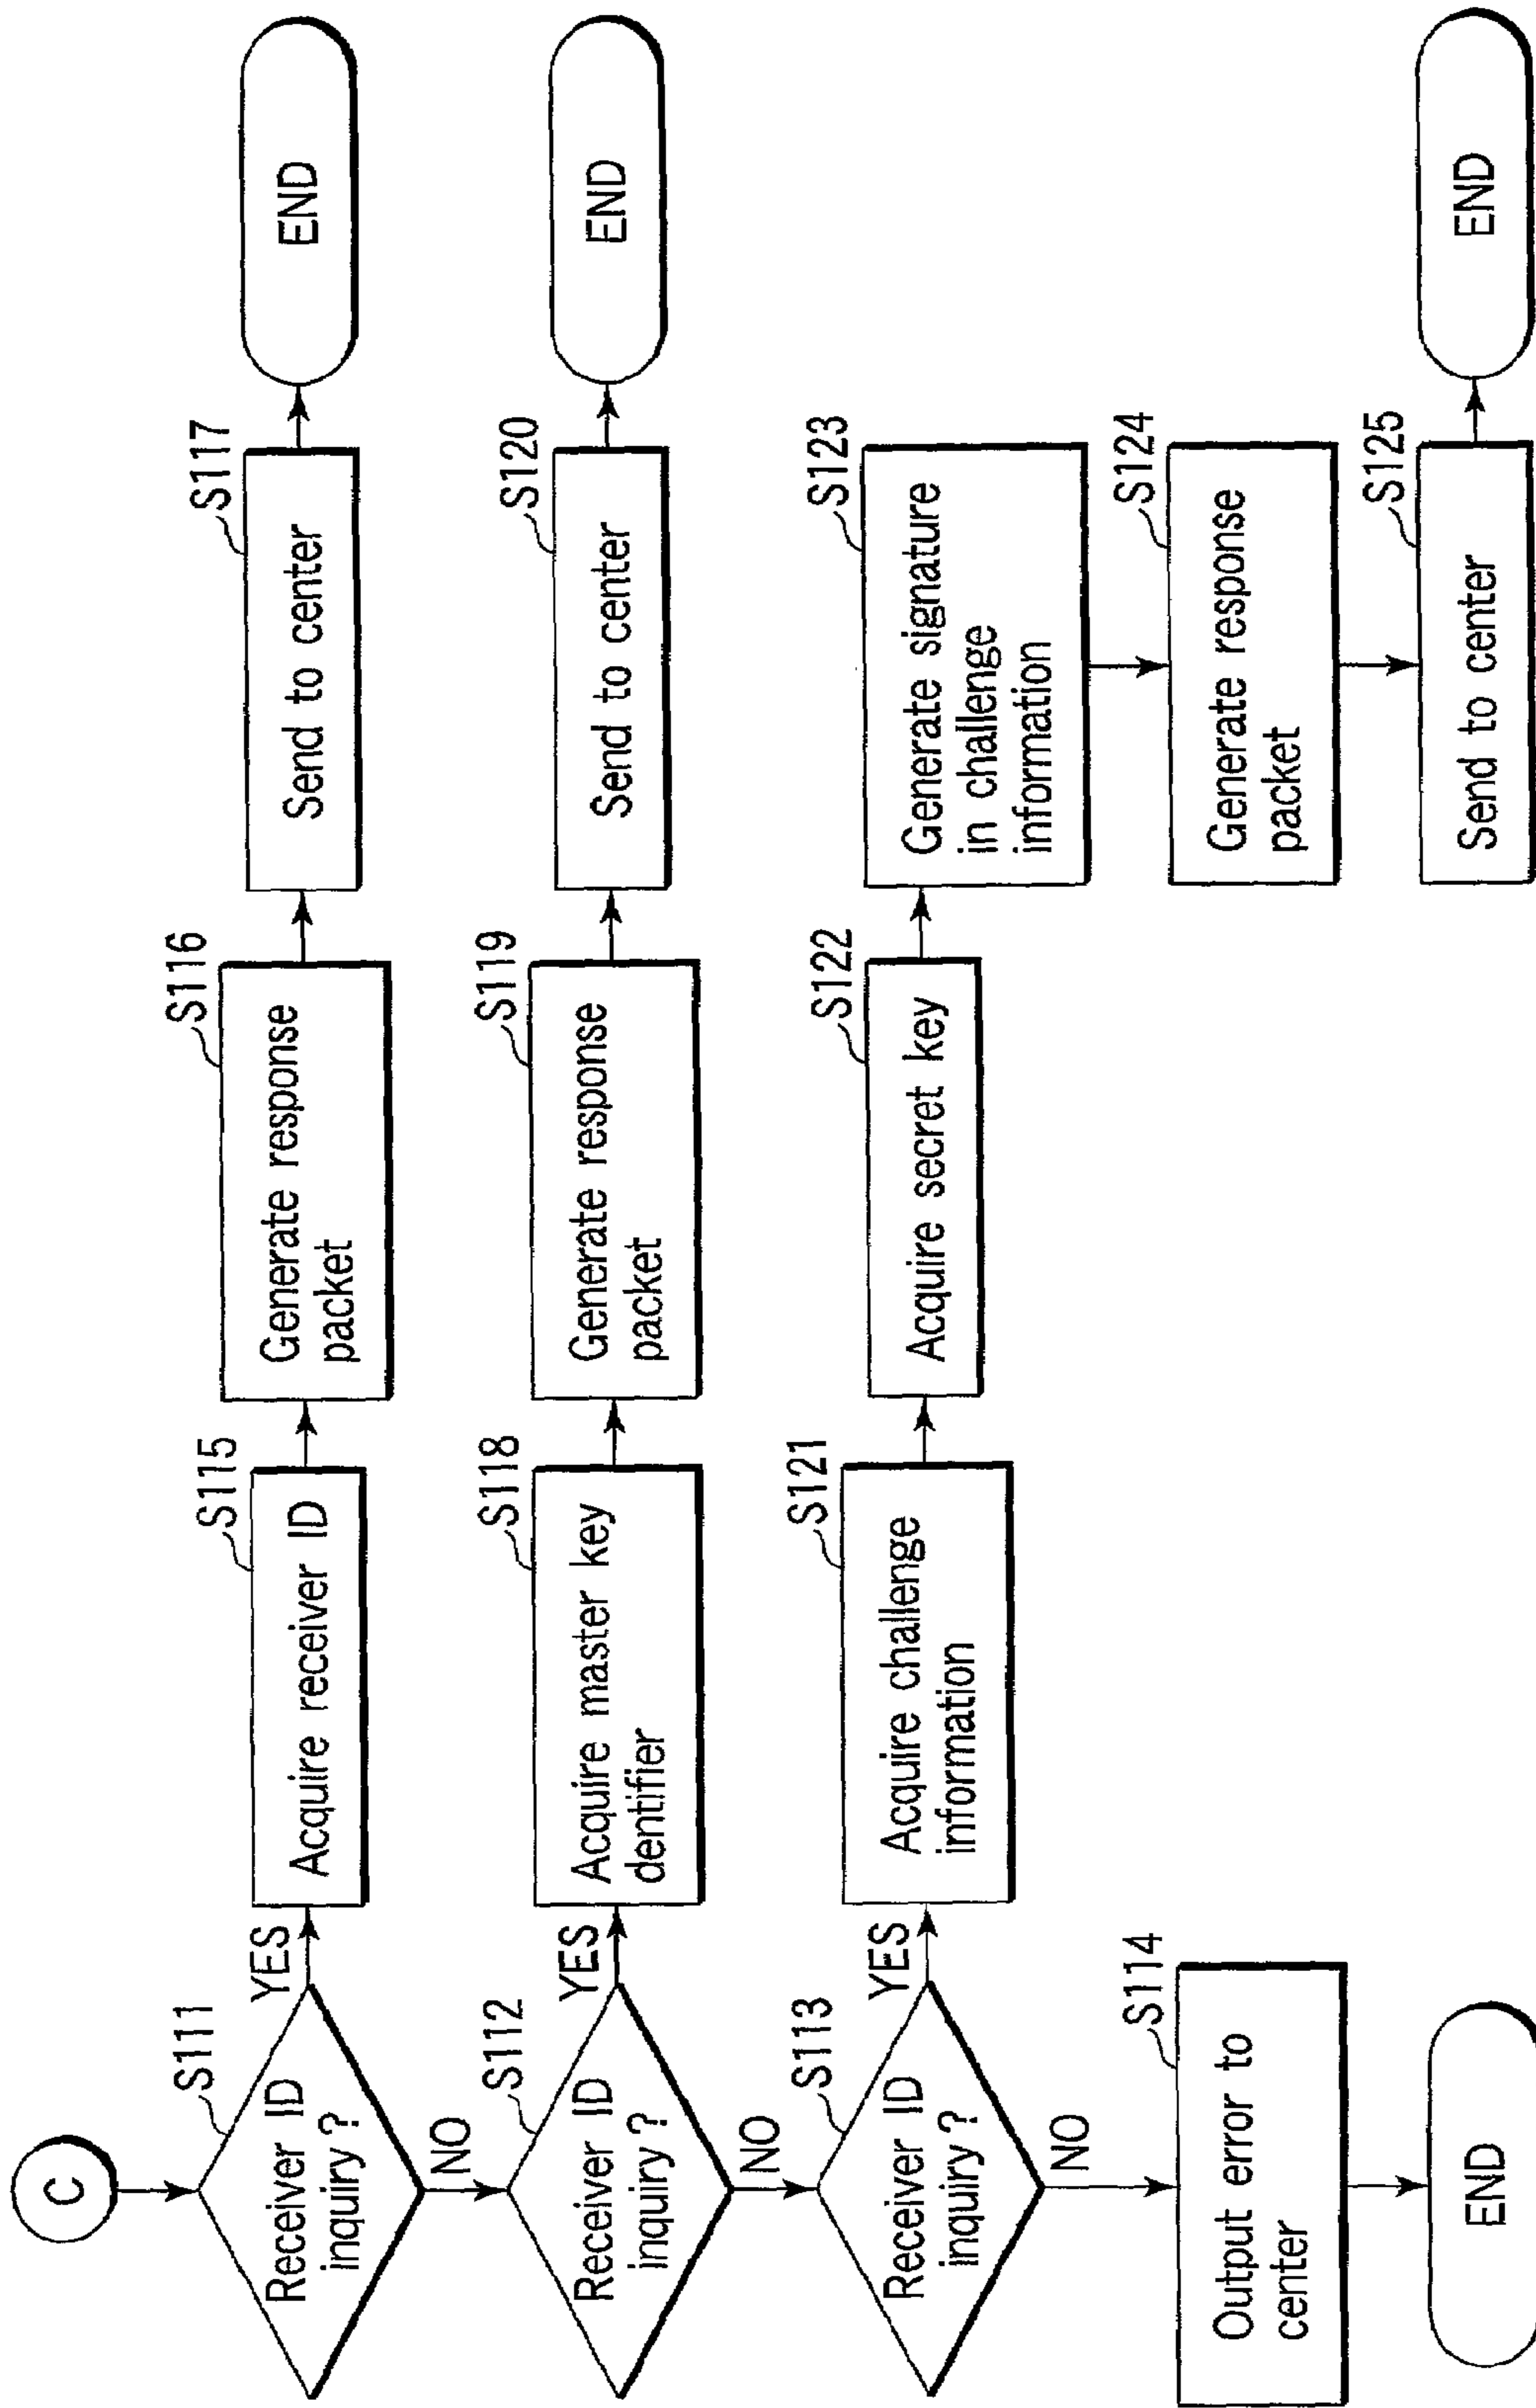 C
S111
Receiver ID
inquiry?
YES
NO
S115
Acquire receiver ID
S116
Generate response
packet
S117
Send to center
END
S112
Receiver ID
inquiry?
YES
NO
S118
Acquire master key
dentifier
S119
Generate response
packet
S120
Send to center
END
S113
Receiver ID
inquiry?
YES
NO
S121
Acquire challenge
information
S122
Acquire secret key
S123
Generate signature
in challenge
information
S124
Generate response
packet
S125
Send to center
END
S114
Output error to
center
END